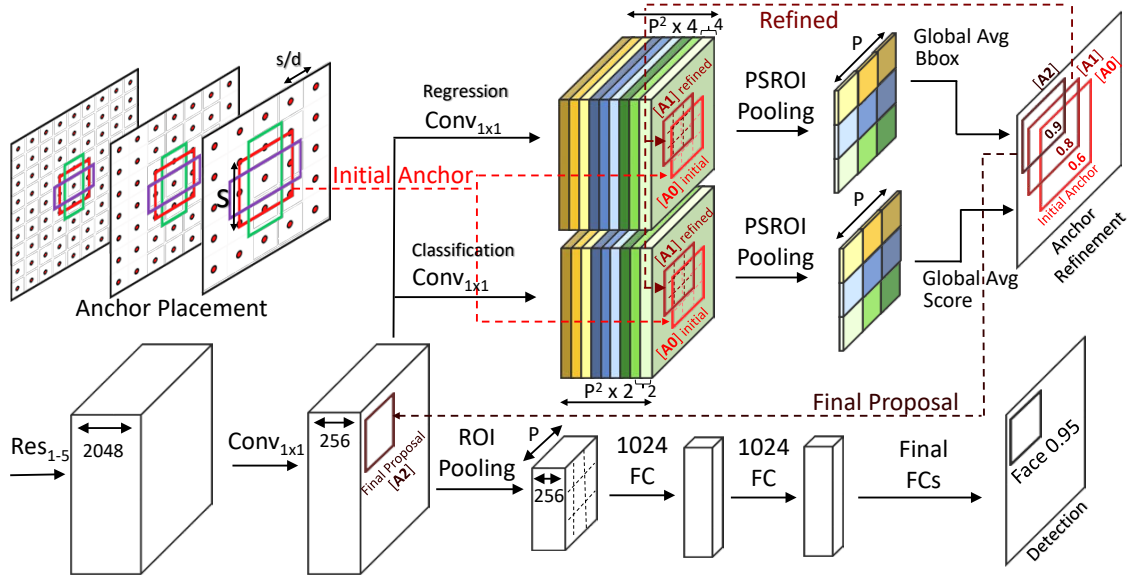 s/d
S
Anchor Placement
Initial Anchor
Regression
Conv1x1
Classification
Conv1x1
P² x 4
4
[A1] refined
[A0] initial
[A1] refined
[A0] initial
P² x 2
2
Refined
PSROI
Pooling
P
Global Avg
Bbox
PSROI
Pooling
P
Global Avg
Score
[A2]
[A1]
[A0]
0.9
0.8
0.6
Initial Anchor
Anchor
Refinement
Final Proposal
Res1-5
2048
Conv1x1
256
Final Proposal
[A2]
ROI
Pooling
P
256
1024
FC
1024
FC
Final
FCs
Face 0.95
Detection